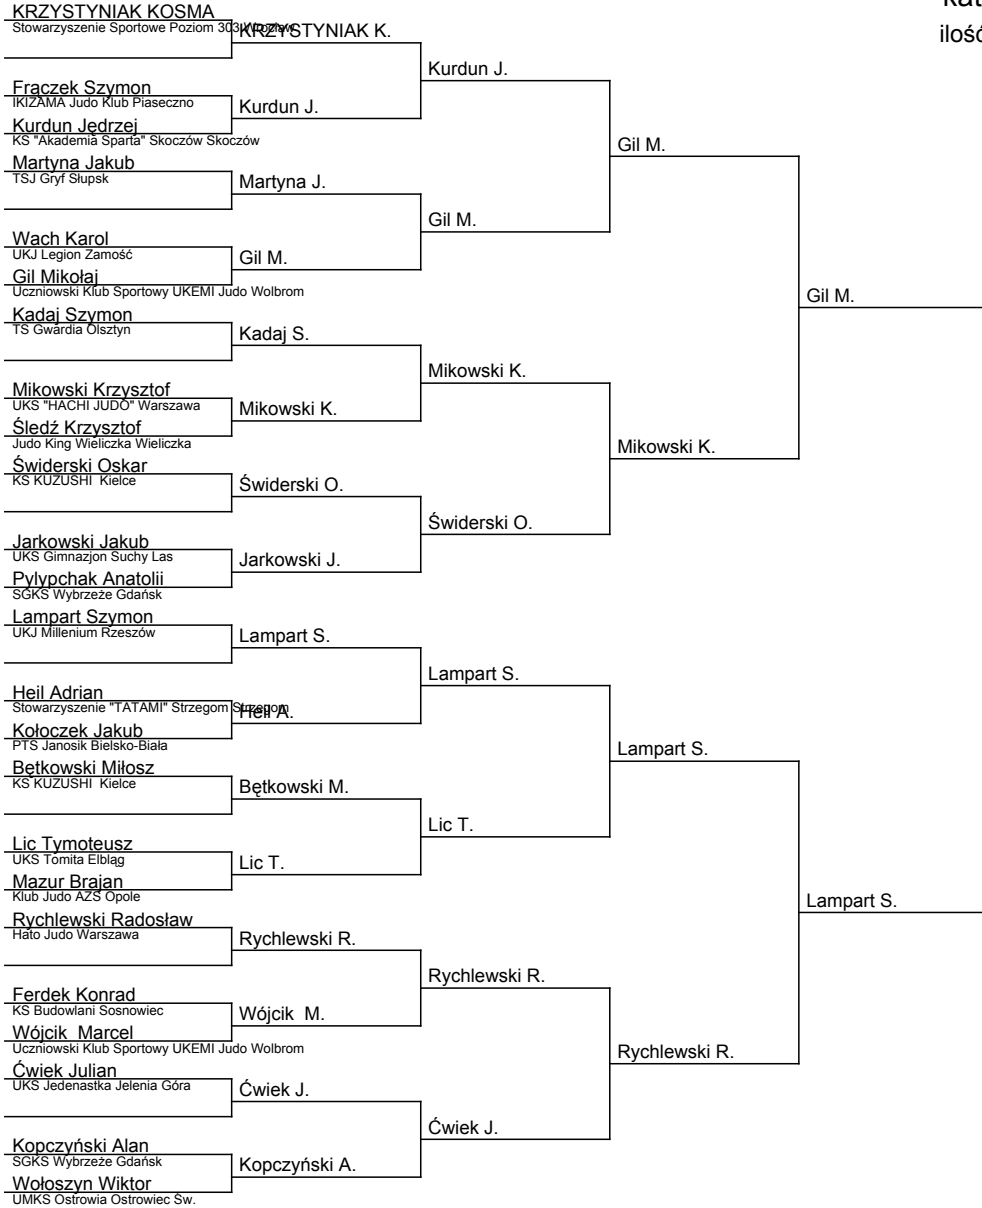 KRZYSTYNIAK KOSMA
Stowarzyszenie Sportowe Poziom 303 Wrocław
KRZYSTYNIAK K.
Kurdun J.
Frączek Szymon
IKIZAMA Judo Klub Piaseczno
Kurdun J.
Kurdun Jędrzej
KS "Akademia Sparta" Skoczów Skoczów
Gil M.
Martyna Jakub
TSJ Gryf Słupsk
Martyna J.
Gil M.
Wach Karol
UKJ Legion Zamość
Gil M.
Gil Mikołaj
Uczniowski Klub Sportowy UKEMI Judo Wolbrom
Gil M.
Kadaj Szymon
TS Gwardia Olsztyn
Kadaj S.
Mikowski K.
Mikowski Krzysztof
UKS "HACHI JUDO" Warszawa
Mikowski K.
Śledź Krzysztof
Judo King Wieliczka Wieliczka
Mikowski K.
Świderski Oskar
KS KUZUSHI  Kielce
Świderski O.
Świderski O.
Jarkowski Jakub
UKS Gimnazjon Suchy Las
Jarkowski J.
Pylypchak Anatolii
SGKS Wybrzeże Gdańsk
Lampart Szymon
UKJ Millenium Rzeszów
Lampart S.
Lampart S.
Heil Adrian
Stowarzyszenie "TATAMI" Strzegom Strzegom
Heil A.
Kołoczek Jakub
PTS Janosik Bielsko-Biała
Lampart S.
Bętkowski Miłosz
KS KUZUSHI  Kielce
Bętkowski M.
Lic T.
Lic Tymoteusz
UKS Tomita Elbląg
Lic T.
Mazur Brajan
Klub Judo AZS Opole
Lampart S.
Rychlewski Radosław
Hato Judo Warszawa
Rychlewski R.
Rychlewski R.
Ferdek Konrad
KS Budowlani Sosnowiec
Wójcik  M.
Wójcik  Marcel
Uczniowski Klub Sportowy UKEMI Judo Wolbrom
Rychlewski R.
Ćwiek Julian
UKS Jedenastka Jelenia Góra
Ćwiek J.
Ćwiek J.
Kopczyński Alan
SGKS Wybrzeże Gdańsk
Kopczyński A.
Wołoszyn Wiktor
UMKS Ostrowia Ostrowiec Św.